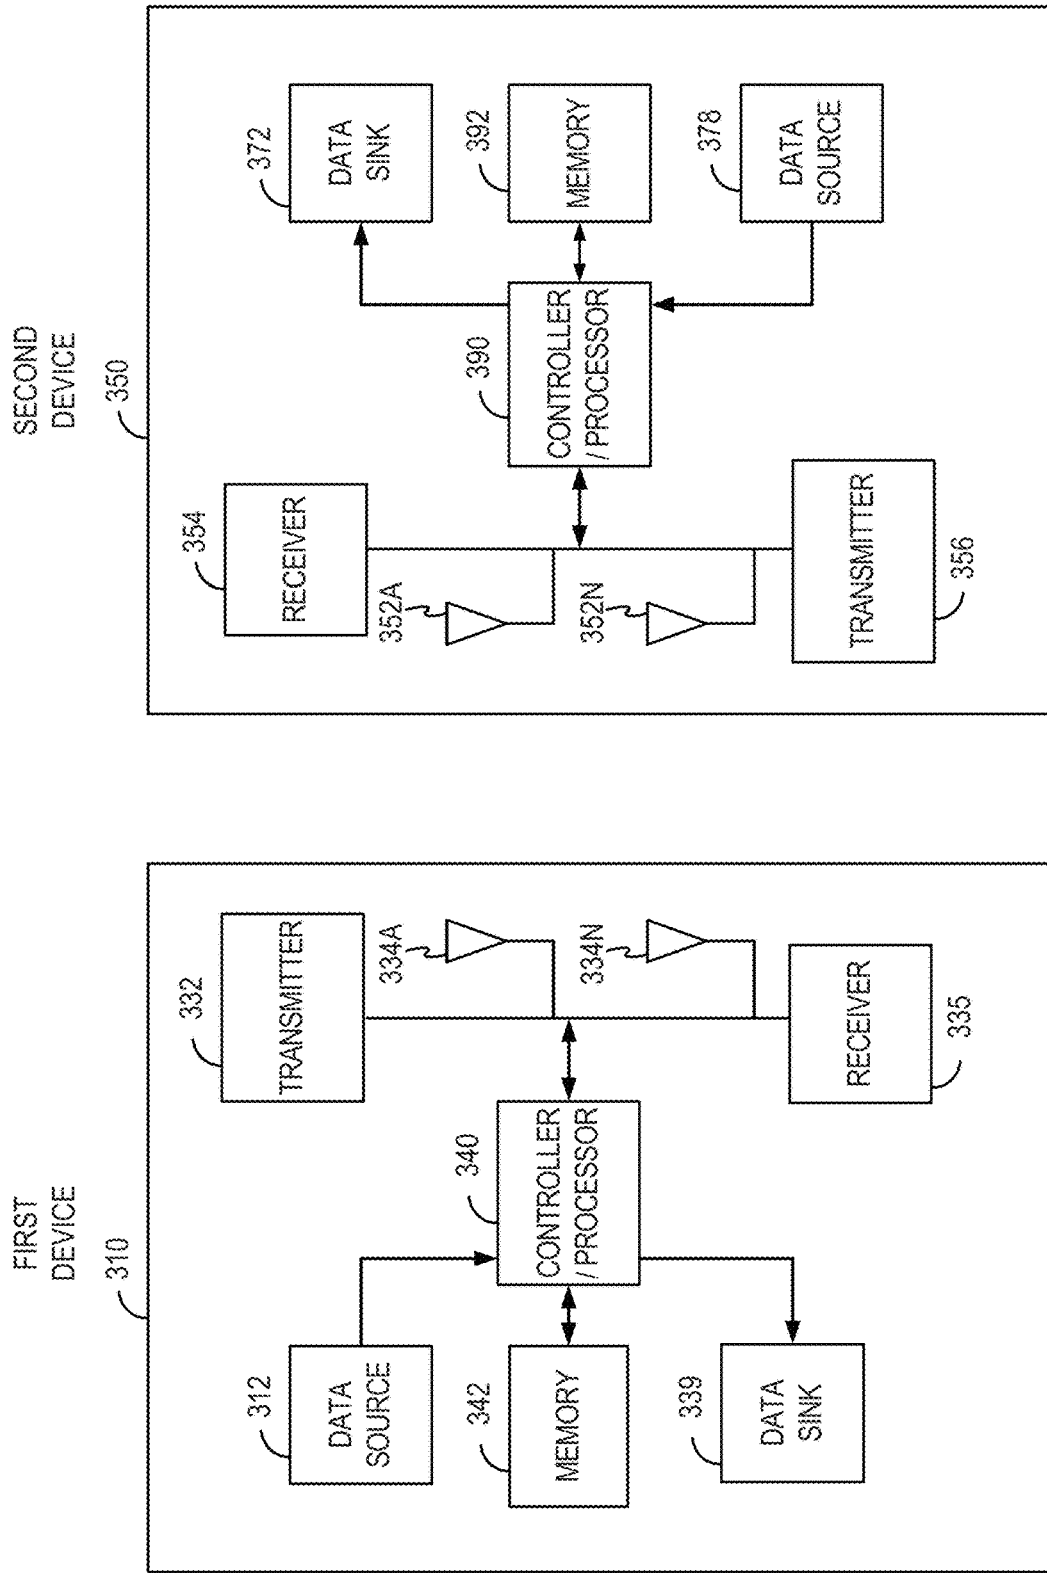 FIRST
DEVICE
310
312
DATA
SOURCE
342
MEMORY
339
DATA
SINK
340
CONTROLLER
/ PROCESSOR
332
TRANSMITTER
334A
334N
RECEIVER
335
SECOND
DEVICE
350
354
RECEIVER
352A
352N
TRANSMITTER
356
390
CONTROLLER
/ PROCESSOR
372
DATA
SINK
392
MEMORY
378
DATA
SOURCE